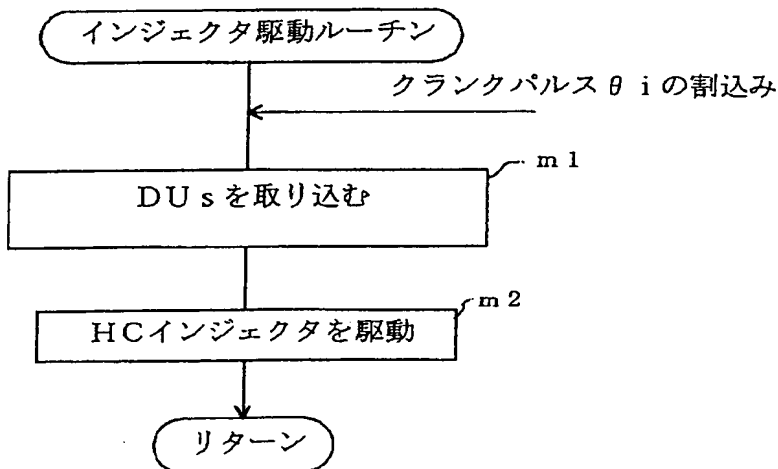 インジェクタ駆動ルーチン
クランクパルスθiの割込み
m1
DUsを取り込む
m2
HCインジェクタを駆動
リターン